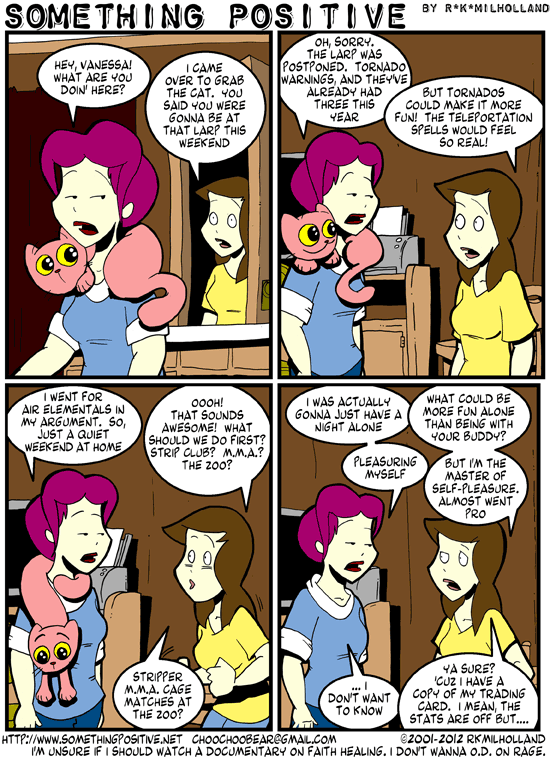 SOMETHING POSITIVE BY R*K*MILHOLLAND
HEY, VANESSA!
WHAT ARE YOU
DOIN' HERE?
I CAME
OVER TO GRAB
THE CAT. YOU
SAID YOU WERE
GONNA BE AT
THAT LARP THIS
WEEKEND
OH, SORRY.
THE LARP WAS
POSTPONED. TORNADO
WARNINGS, AND THEY'VE
ALREADY HAD
THREE THIS
YEAR
BUT TORNADOS
COULD MAKE IT MORE
FUN! THE TELEPORTATION
SPELLS WOULD FEEL
SO REAL!
I WENT FOR
AIR ELEMENTALS IN
MY ARGUMENT. SO,
JUST A QUIET
WEEKEND AT HOME
OOOH!
THAT SOUNDS
AWESOME! WHAT
SHOULD WE DO FIRST?
STRIP CLUB? M.M.A.?
THE ZOO?
STRIPPER
M.M.A. CAGE
MATCHES AT
THE ZOO?
I WAS ACTUALLY
GONNA JUST HAVE A
NIGHT ALONE
PLEASURING
MYSELF
WHAT COULD BE
MORE FUN ALONE
THAN BEING WITH
YOUR BUDDY?
BUT I'M THE
MASTER OF
SELF-PLEASURE.
ALMOST WENT
PRO
... I
DON'T WANT
TO KNOW
YA SURE?
'CUZ I HAVE A
COPY OF MY TRADING
CARD. I MEAN, THE
STATS ARE OFF BUT....
HTTP://WWW.SOMETHINGPOSITIVE.NET CHOOCHOOBEAR@GMAIL.COM ©2001-2012 RKMILHOLLAND
I'M UNSURE IF I SHOULD WATCH A DOCUMENTARY ON FAITH HEALING. I DON'T WANNA O.D. ON RAGE.